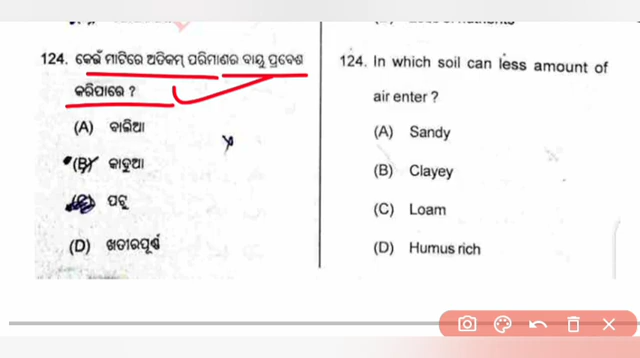 124. କେଉଁ ମାଟିରେ ଅତିକମ୍ ପରିମାଣର ବାୟୁ ପ୍ରବେଶ
କରିପାରେ ?
(A) ବାଲିଆ
(B) କାଦୁଆ
(C) ପଟୁ
(D) ଖତୀରପୂର୍ଣ୍ଣ
124. In which soil can less amount of
air enter ?
(A) Sandy
(B) Clayey
(C) Loam
(D) Humus rich